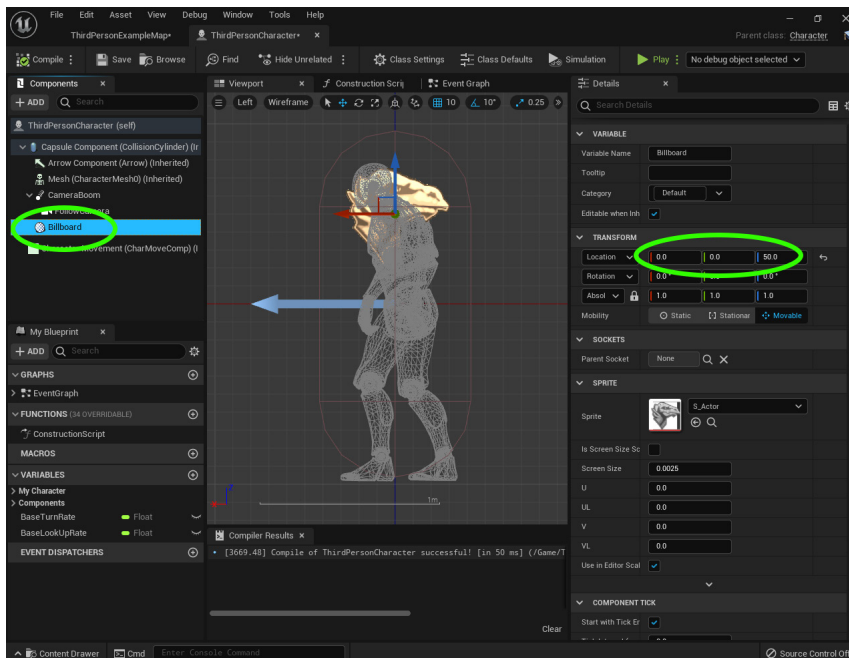 File Edit Asset View Debug Window Tools Help
ThirdPersonExampleMap•
ThirdPersonCharacter•
Parent class: Character
Compile
Save
Browse
Find
Hide Unrelated
Class Settings
Class Defaults
Simulation
Play
No debug object selected
Components
Viewport
Construction Scrip
Event Graph
Details
+ ADD
Search
Left
Wireframe
10
10°
0.25
Search Details
ThirdPersonCharacter (self)
Capsule Component (CollisionCylinder) (Ir
Arrow Component (Arrow) (Inherited)
Mesh (CharacterMesh0) (Inherited)
CameraBoom
FollowCamera
Billboard
CharacterMovement (CharMoveComp) (I
VARIABLE
Variable Name Billboard
Tooltip
Category Default
Editable when Inh
TRANSFORM
Location 0.0 0.0 50.0
Rotation 0.0° 0.0°
Absol 1.0 1.0 1.0
Mobility Static Stationar Movable
SOCKETS
Parent Socket None
SPRITE
Sprite S_Actor
Is Screen Size Sc
Screen Size 0.0025
U 0.0
UL 0.0
V 0.0
VL 0.0
Use in Editor Scal
COMPONENT TICK
Start with Tick Er
My Blueprint
+ ADD
Search
GRAPHS
EventGraph
FUNCTIONS (34 OVERRIDABLE)
ConstructionScript
MACROS
VARIABLES
My Character
Components
BaseTurnRate Float
BaseLookUpRate Float
EVENT DISPATCHERS
Z
1m
Compiler Results
• [3669.48] Compile of ThirdPersonCharacter successful! [in 50 ms] (/Game/T
Clear
Content Drawer
Cmd
Enter Console Command
Source Control Off